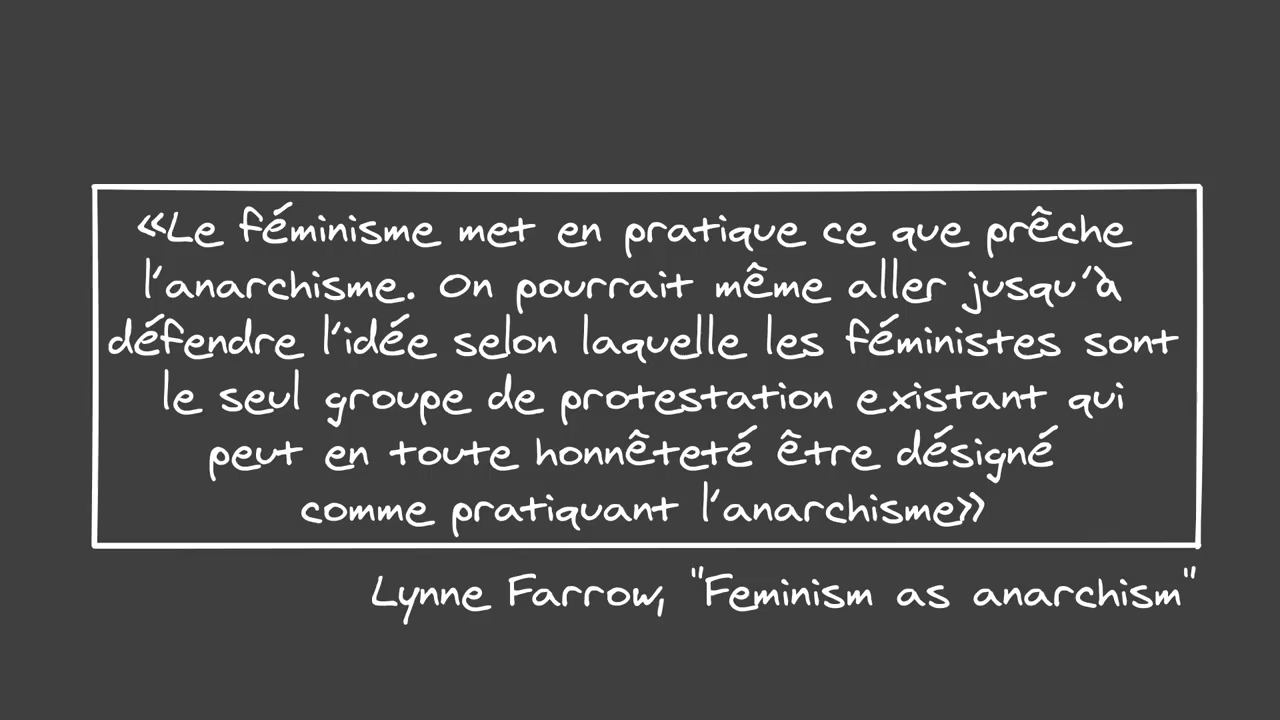 «Le féminisme met en pratique ce que prêche
l'anarchisme. On pourrait même aller jusqu'à
défendre l'idée selon laquelle les féministes sont
le seul groupe de protestation existant qui
peut en toute honnêteté être désigné
comme pratiquant l'anarchisme»
Lynne Farrow, "Feminism as anarchism"